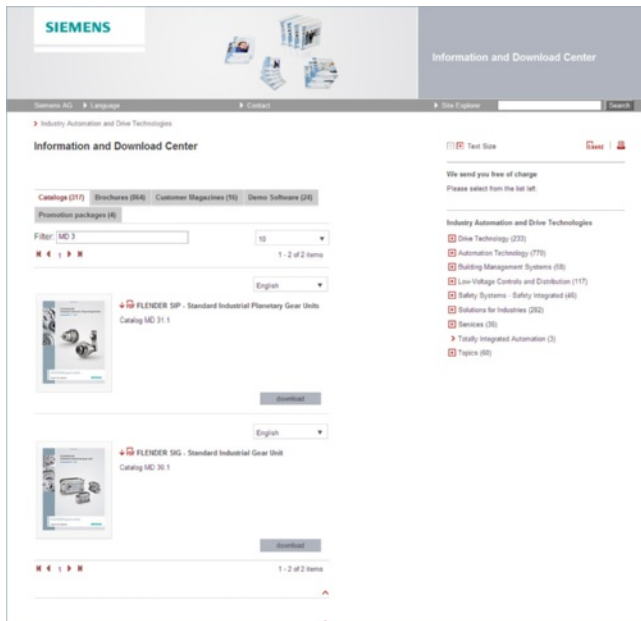 SIEMENS
Information and Download Center
Siemens AG Language Contact Site Explorer Search
Industry Automation and Drive Technologies
Information and Download Center
Text Size
We send you free of charge
Please select from the list left.
Catalogs (317) Brochures (864) Customer Magazines (16) Demo Software (24)
Promotion packages (4)
Filter: MD 3
10
1
1 - 2 of 2 items
English
FLENDER SIP - Standard Industrial Planetary Gear Units
Catalog MD 31.1
download
English
FLENDER SIG - Standard Industrial Gear Unit
Catalog MD 30.1
download
1
1 - 2 of 2 items
Industry Automation and Drive Technologies
Drive Technology (233)
Automation Technology (779)
Building Management Systems (58)
Low-Voltage Controls and Distribution (117)
Safety Systems - Safety Integrated (46)
Solutions for Industries (282)
Services (36)
Totally Integrated Automation (3)
Topics (60)